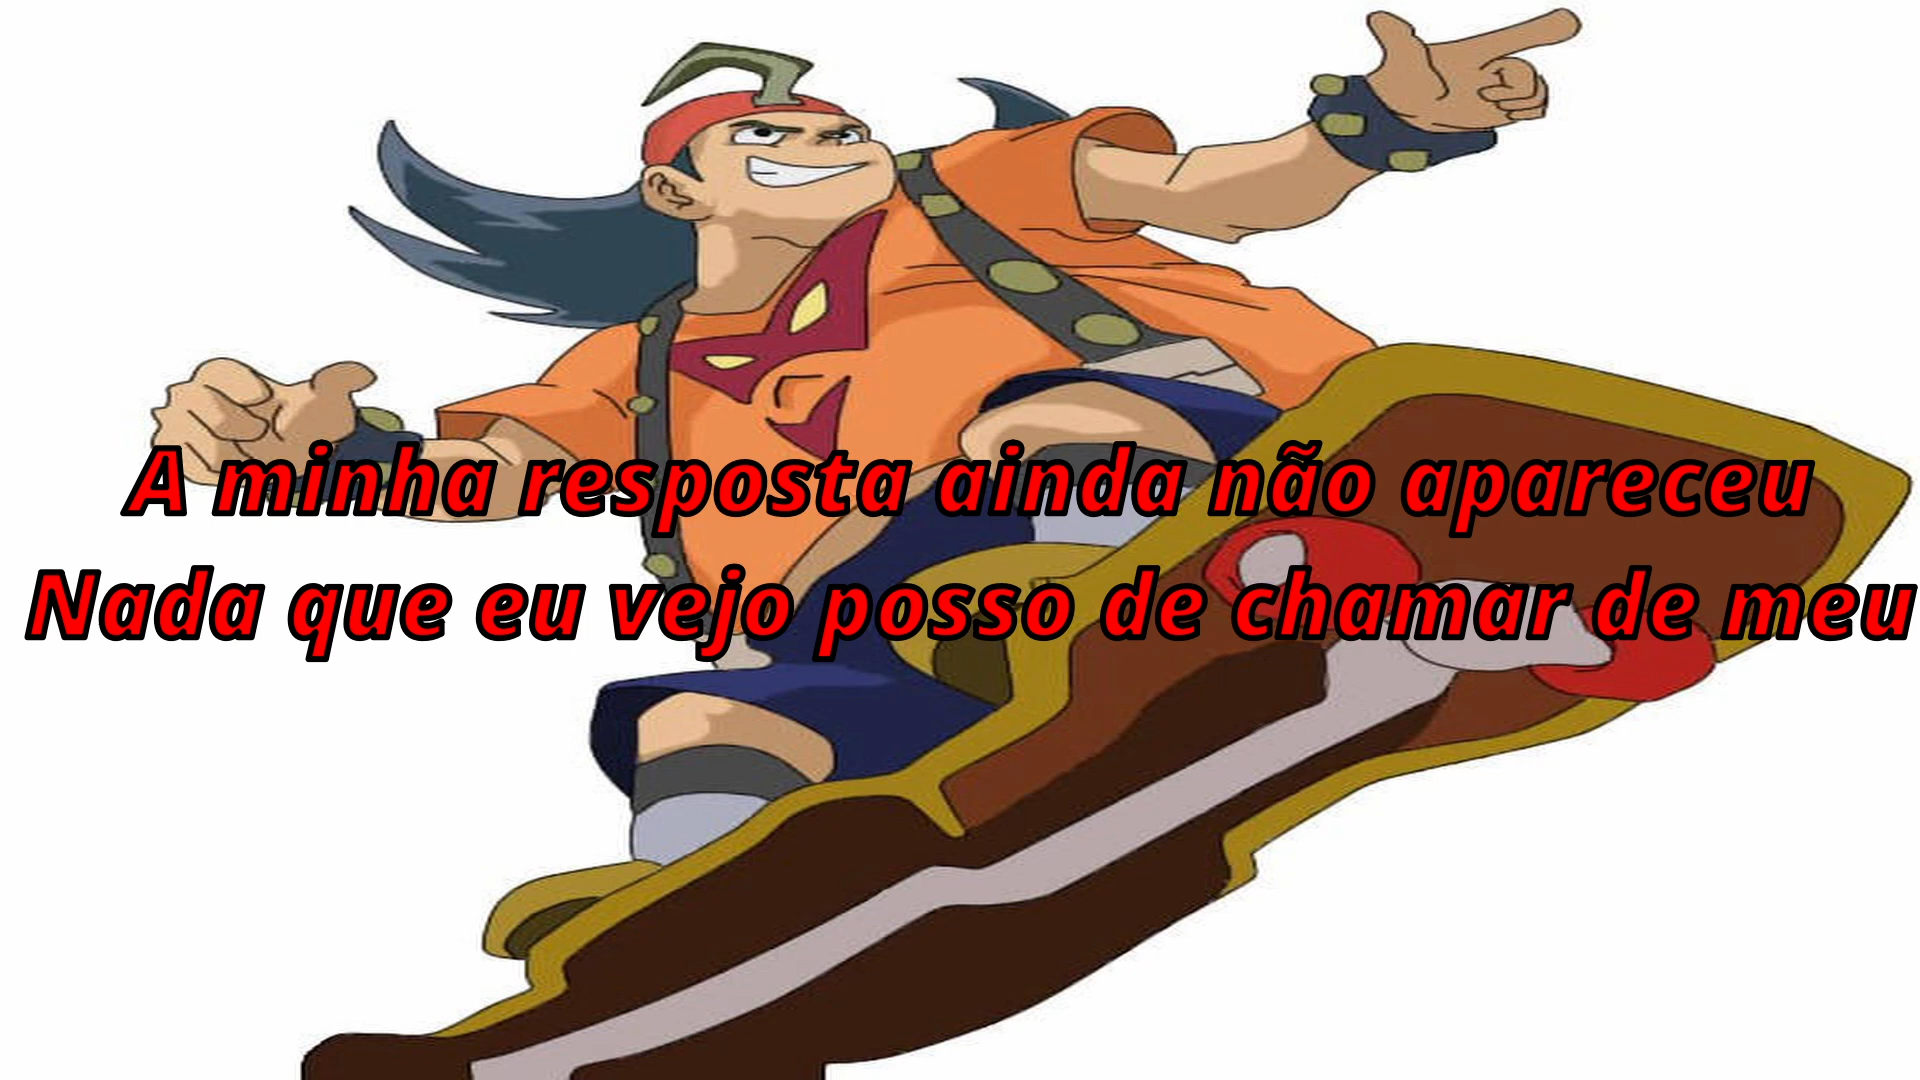 A minha resposta ainda não apareceu
Nada que eu vejo posso de chamar de meu